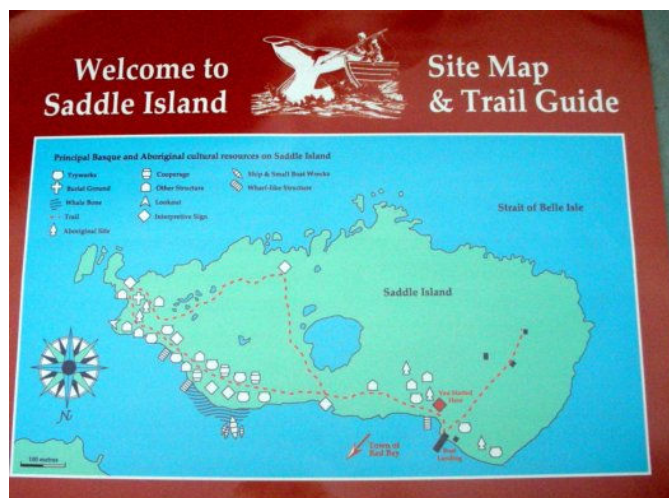 Welcome to
Saddle Island
Site Map
& Trail Guide
Principal Basque and Aboriginal cultural resources on Saddle Island
Tryworks
Burial Ground
Whale Bone
Trail
Aboriginal Site
Cooperage
Other Structure
Lookout
Interpretive Sign
Ship & Small Boat Wrecks
Wharf-like Structure
Strait of Belle Isle
Saddle Island
You Started
Here
Boat
Landing
Town of
Red Bay
N
100 metres